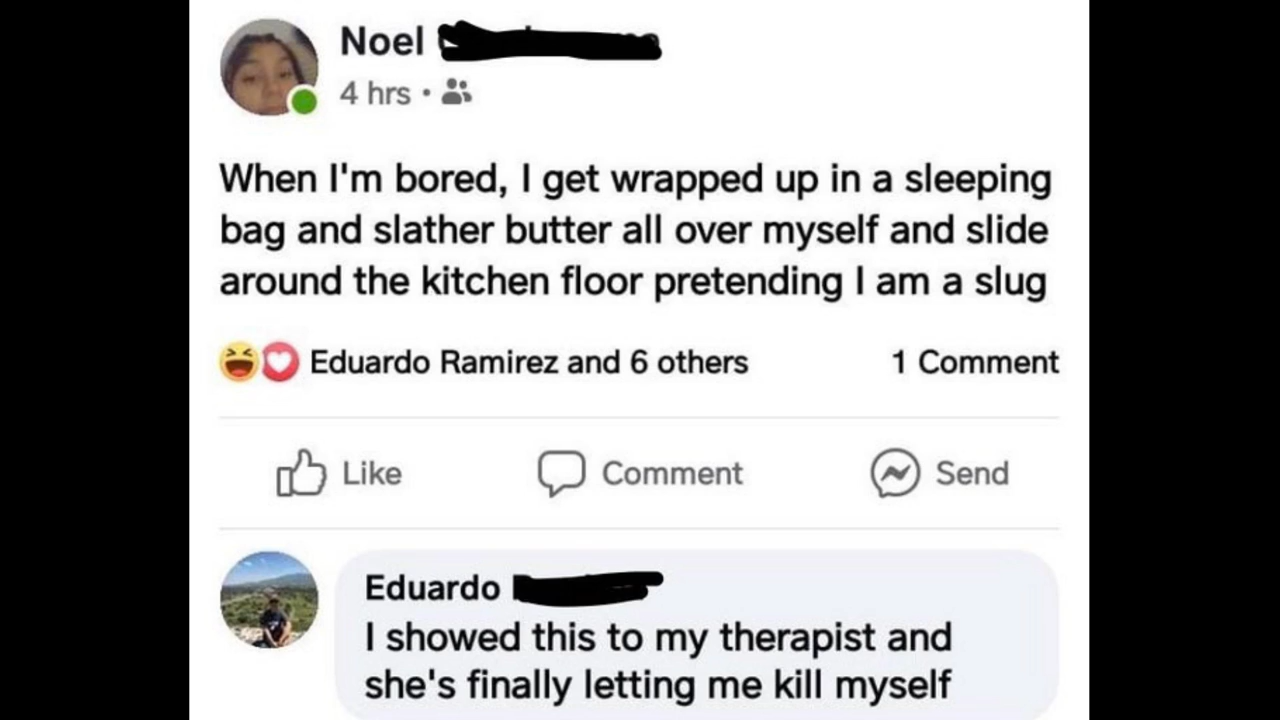 Noel
4 hrs •
When I'm bored, I get wrapped up in a sleeping
bag and slather butter all over myself and slide
around the kitchen floor pretending I am a slug
Eduardo Ramirez and 6 others 1 Comment
Like Comment Send
Eduardo
I showed this to my therapist and
she's finally letting me kill myself